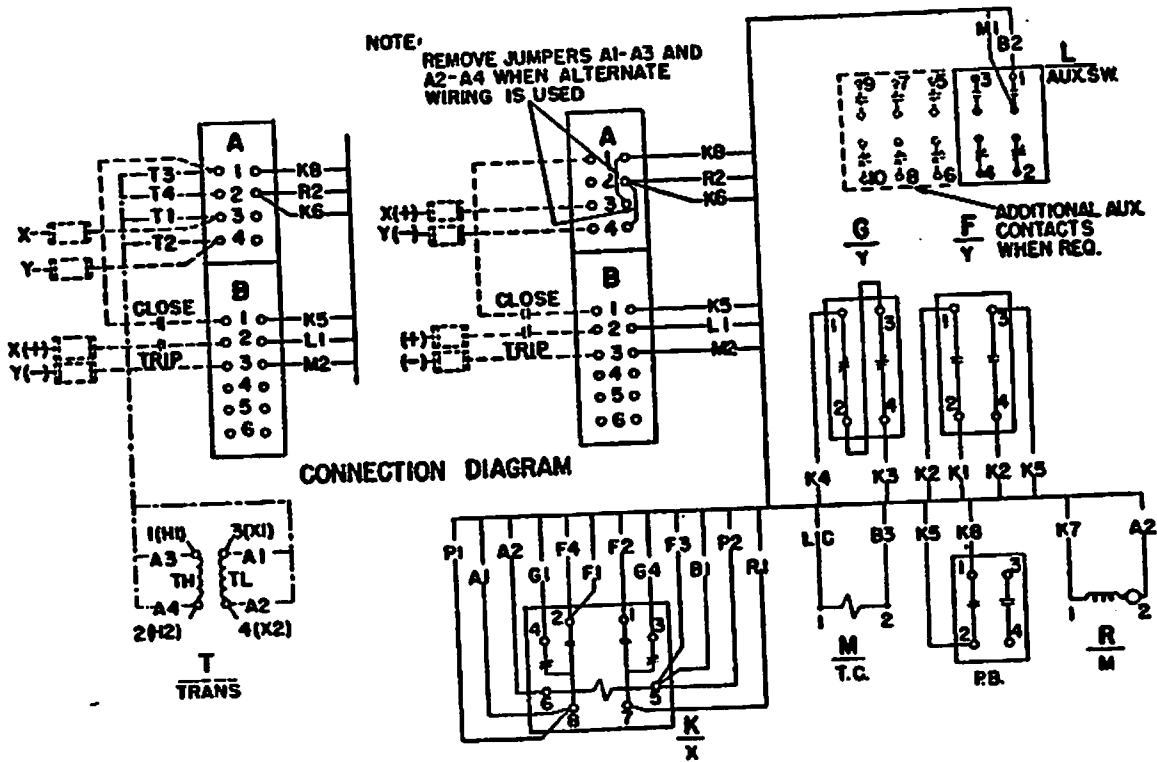 NOTE:
REMOVE JUMPERS A1-A3 AND
A2-A4 WHEN ALTERNATE
WIRING IS USED
M1
B2
L
AUX.SW.
9 7 5 3 1
10 8 6 4 2
ADDITIONAL AUX.
CONTACTS
WHEN REQ.
A
T3 1 K8
T4 2 R2
T1 3 K6
T2 4
X
Y
B
CLOSE
1 K5
2 L1
TRIP
3 M2
4
5
6
X(+)
Y(-)
A
1 K8
2 R2
3 K6
4
X(+)
Y(-)
B
CLOSE
1 K5
2 L1
TRIP
3 M2
4
5
6
(+)
(-)
CONNECTION DIAGRAM
G
Y
F
Y
1 3
2 4
1 3
2 4
K4 K3 K2 K1 K2 K5
1(H1) 3(X1)
A3 A1
TH TL
A4 A2
2(H2) 4(X2)
T
TRANS
P1 A1 A2 G1 F4 F1 F2 G4 F3 B1 P2 R1
4 2 1 3
6 5
8 7
K
X
B3
1 2
M
T.C.
K5 K8
1 3
2 4
P.B.
K7 A2
1 2
R
M